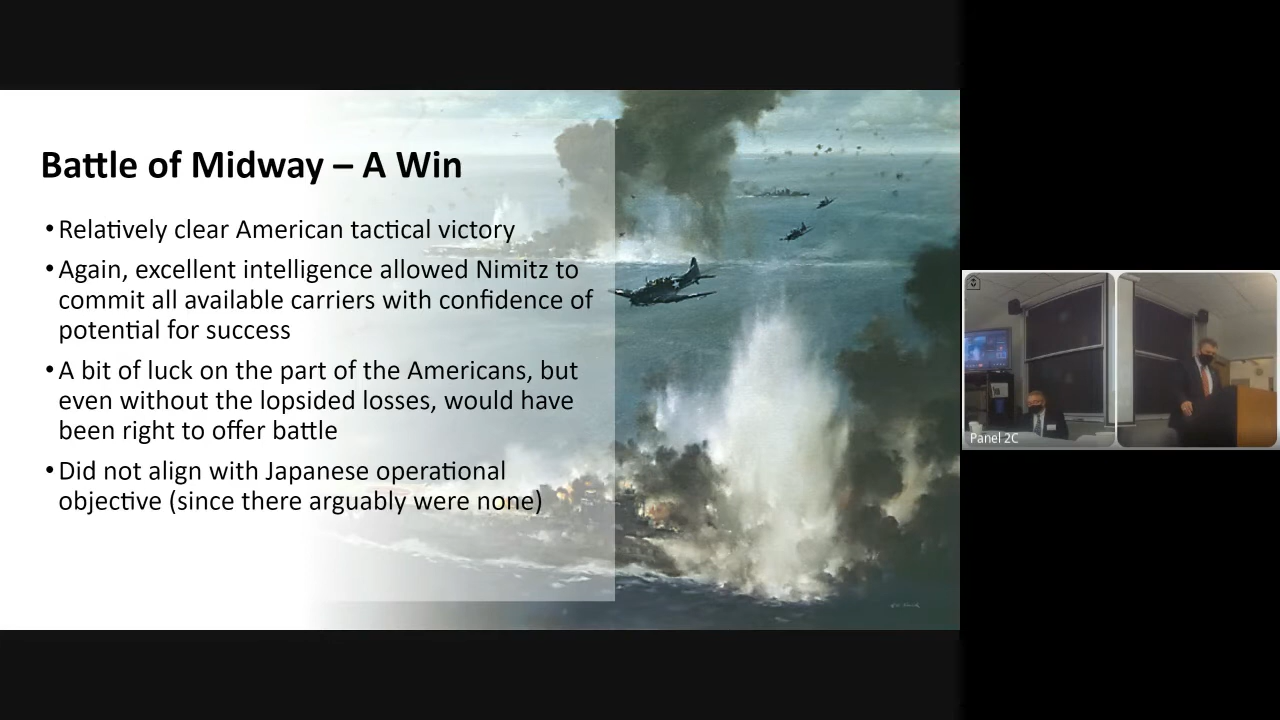 Battle of Midway – A Win
•Relatively clear American tactical victory
•Again, excellent intelligence allowed Nimitz to
commit all available carriers with confidence of
potential for success
•A bit of luck on the part of the Americans, but
even without the lopsided losses, would have
been right to offer battle
•Did not align with Japanese operational
objective (since there arguably were none)
Panel 2C